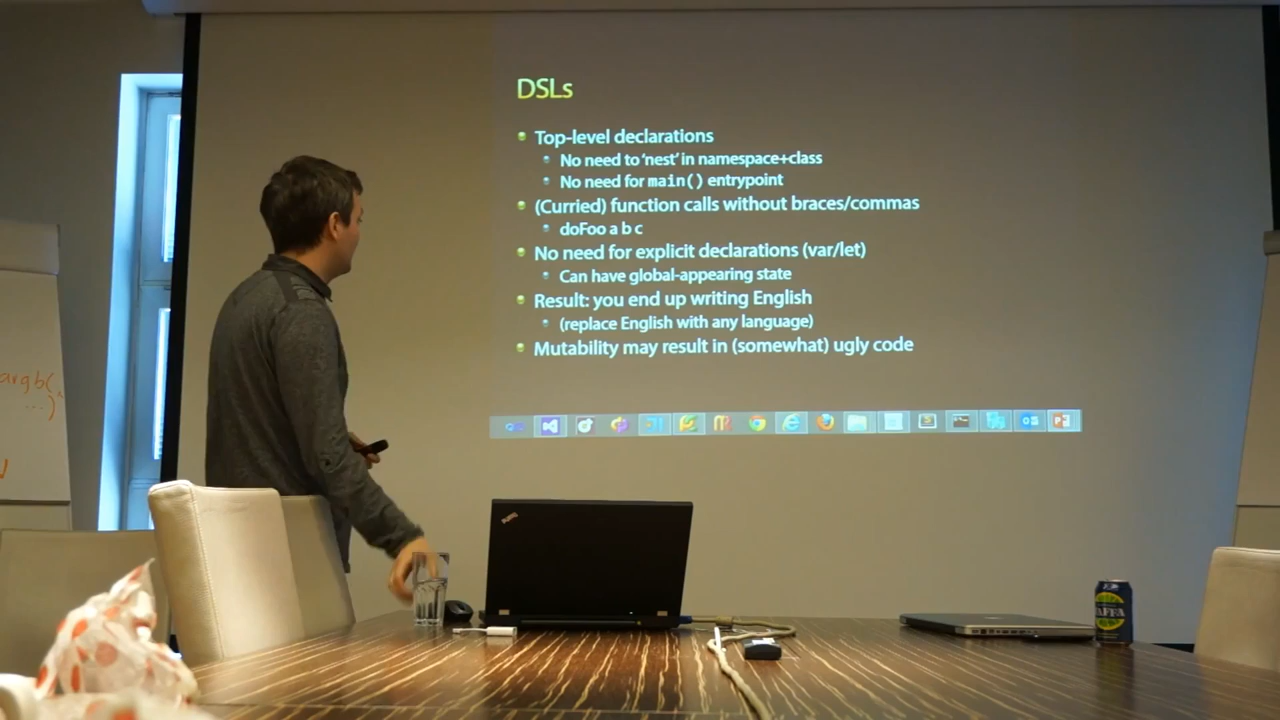 DSLs
Top-level declarations
No need to 'nest' in namespace+class
No need for main() entrypoint
(Curried) function calls without braces/commas
doFoo a b c
No need for explicit declarations (var/let)
Can have global-appearing state
Result: you end up writing English
(replace English with any language)
Mutability may result in (somewhat) ugly code
argb(
...)